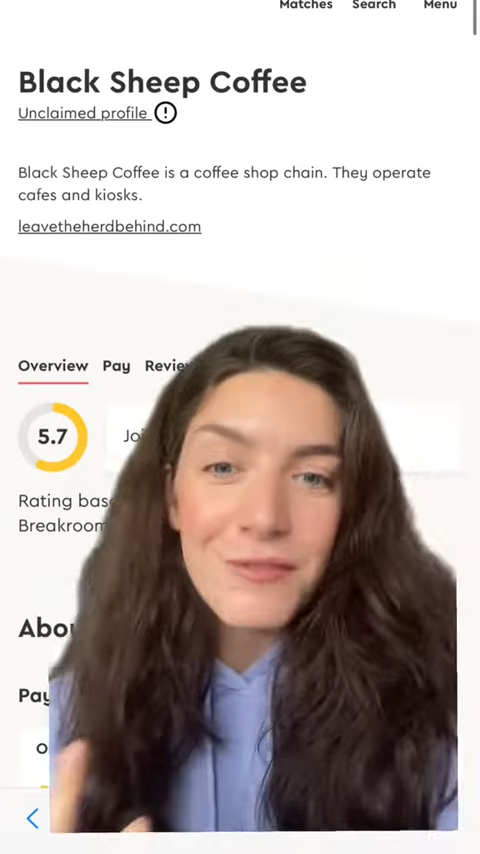 Matches Search Menu
Black Sheep Coffee
Unclaimed profile
Black Sheep Coffee is a coffee shop chain. They operate
cafes and kiosks.
leavetheherdbehind.com
Overview Pay
5.7
Rating
Breakroom
Pay